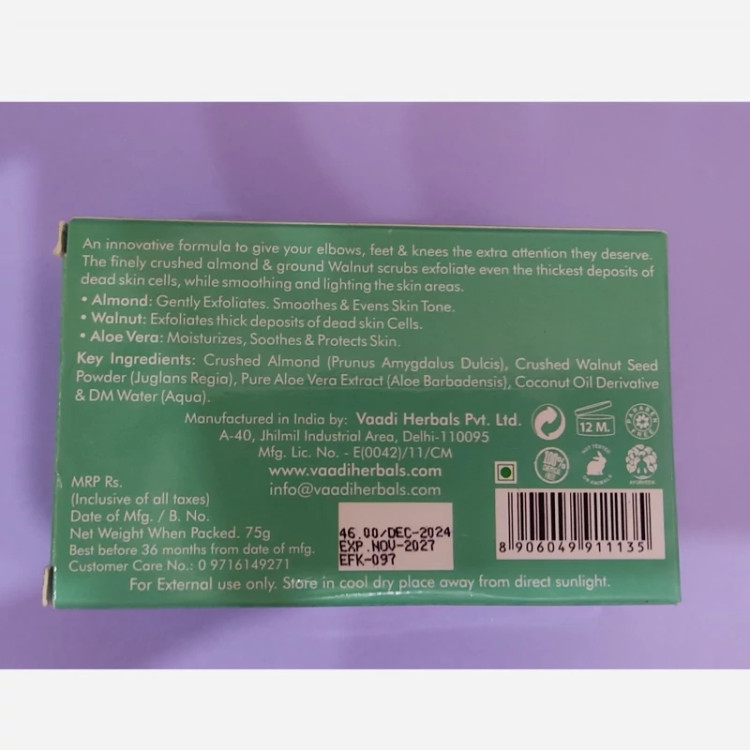 An innovative formula to give your elbows, feet & knees the extra attention they deserve.
The finely crushed almond & ground Walnut scrubs exfoliate even the thickest deposits of
dead skin cells, while smoothing and lighting the skin areas.
• Almond: Gently Exfoliates. Smoothes & Evens Skin Tone.
• Walnut: Exfoliates thick deposits of dead skin Cells.
• Aloe Vera: Moisturizes, Soothes & Protects Skin.
Key Ingredients: Crushed Almond (Prunus Amygdalus Dulcis), Crushed Walnut Seed
Powder (Juglans Regia), Pure Aloe Vera Extract (Aloe Barbadensis), Coconut Oil Derivative
& DM Water (Aqua).
Manufactured in India by: Vaadi Herbals Pvt. Ltd.
A-40, Jhilmil Industrial Area, Delhi-110095
Mfg. Lic. No. - E(0042)/11/CM
www.vaadiherbals.com
info@vaadiherbals.com
12 M.
PARABEN FREE
100%
NOT TESTED
ON ANIMALS
AYURVEDA
MRP Rs.
(Inclusive of all taxes)
Date of Mfg. / B. No.
Net Weight When Packed. 75g
Best before 36 months from date of mfg.
Customer Care No.: 0 9716149271
46.00/DEC-2024
EXP.NOV-2027
EFK-097
8 906049 911135
For External use only. Store in cool dry place away from direct sunlight.